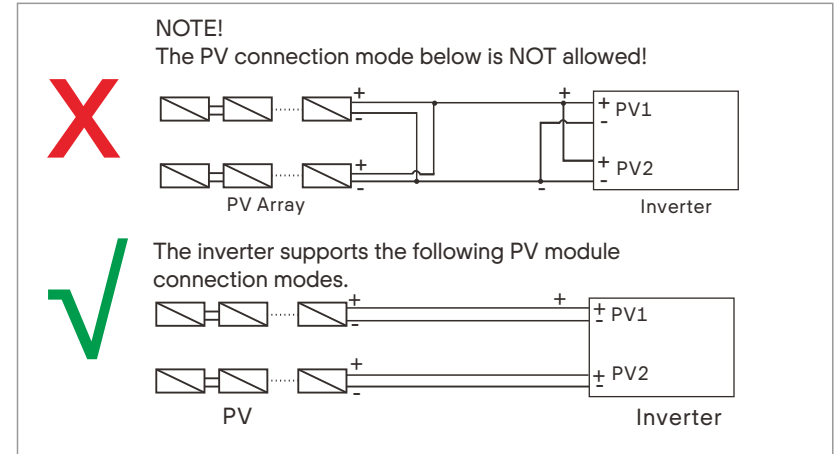 NOTE!
The PV connection mode below is NOT allowed!
X
+ +
+ PV1
- -
+ + PV2
- - -
PV Array
Inverter
√
The inverter supports the following PV module
connection modes.
+ +
+ PV1
- -
+ + PV2
- -
PV
Inverter